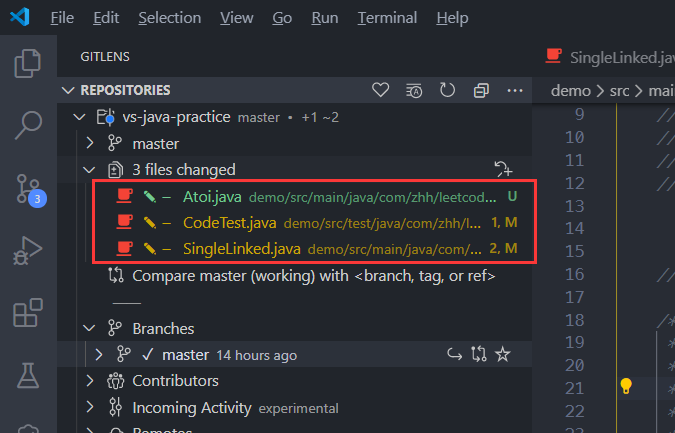 File Edit Selection View Go Run Terminal Help
GITLENS
SingleLinked.jav
REPOSITORIES
demo > src > mai
vs-java-practice master • +1 ~2
master
3 files changed
Atoi.java demo/src/main/java/com/zhh/leetcod... U
CodeTest.java demo/src/test/java/com/zhh/l... 1, M
SingleLinked.java demo/src/main/java/com/... 2, M
Compare master (working) with <branch, tag, or ref>
Branches
master 14 hours ago
Contributors
Incoming Activity experimental
Remotes
3
9 //
10 //
11 //
12 //
13
14
15
16 //
17
18 /*
19 *
20 *
21 *
22 *